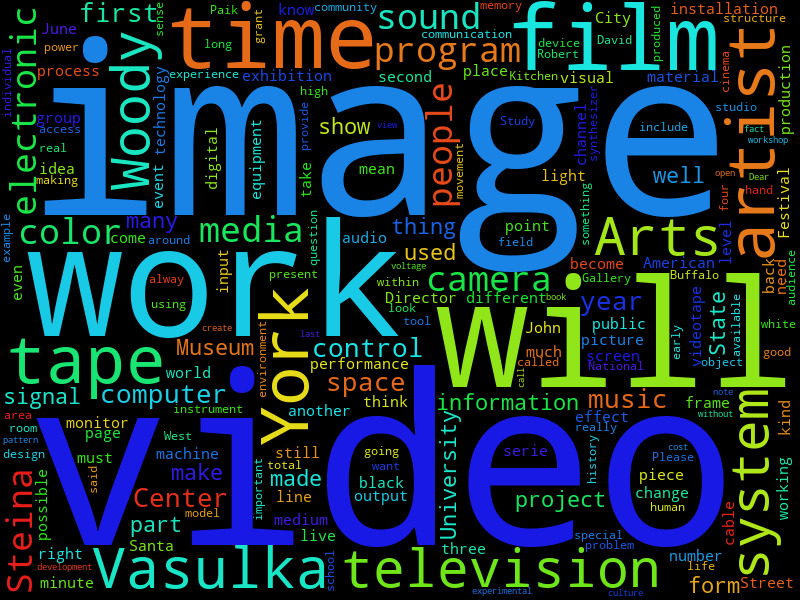 image
video
work
will
film
time
artist
system
York
tape
Vasulka
television
woody
Steina
electronic
people
program
sound
media
color
camera
Arts
computer
signal
control
space
music
information
first
June
power
process
individual
group
access
real
idea
making
example
even
many
come
around
event
technology
experience
Paik
long
sense
grant
know
community
exhibition
high
digital
equipment
provide
take
show
mean
view
Study
second
memory
communication
place
Kitchen
device
Robert
David
City
produced
visual
installation
structure
material
cinema
studio
production
channel
synthesizer
include
fact
workshop
Dear
open
hand
four
light
well
movement
something
level
Festival
thing
used
point
field
audio
question
input
alway
using
present
within
voltage
Director
different
become
American
Buffalo
Gallery
book
back
need
audience
year
public
picture
screen
National
videotape
State
available
white
good
object
early
John
much
called
call
look
tool
create
last
environment
Museum
world
performance
instrument
another
think
area
room
pattern
design
monitor
page
must
said
West
machine
make
Center
part
made
still
total
line
model
important
medium
live
going
want
black
output
University
serie
effect
really
history
project
piece
change
human
cost
Please
note
without
frame
kind
working
cable
possible
right
development
minute
Santa
school
three
experimental
special
problem
culture
number
life
form
Street